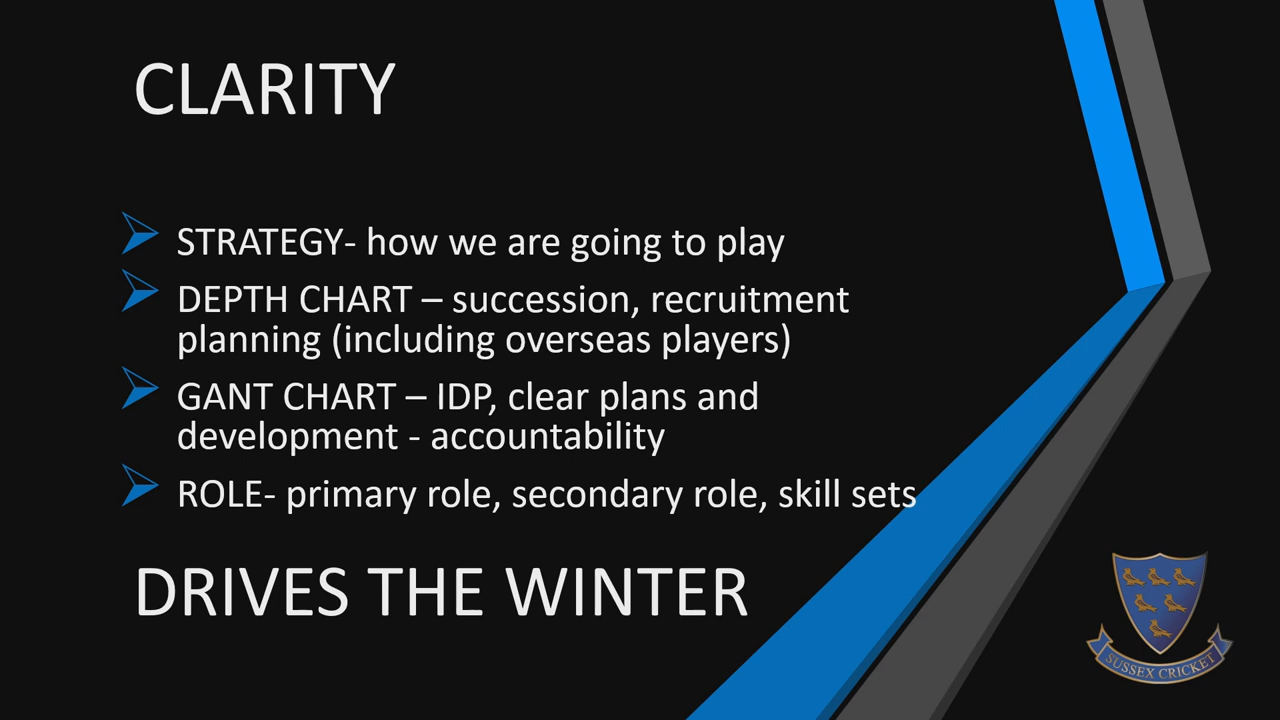 CLARITY
STRATEGY- how we are going to play
DEPTH CHART – succession, recruitment
planning (including overseas players)
GANT CHART – IDP, clear plans and
development - accountability
ROLE- primary role, secondary role, skill sets
DRIVES THE WINTER
SUSSEX CRICKET